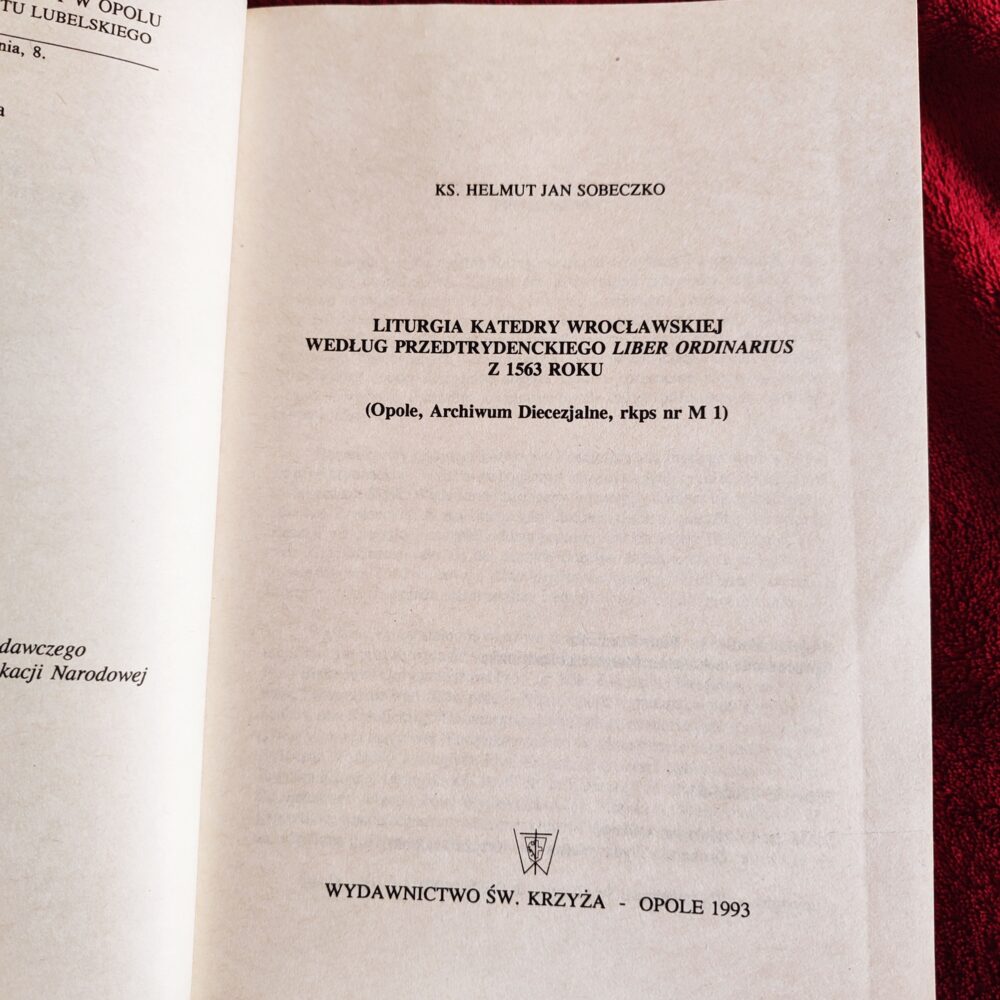 W OPOLU
TU LUBELSKIEGO
nia, 8.
a
dawczego
kacji Narodowej
KS. HELMUT JAN SOBECZKO
LITURGIA KATEDRY WROCŁAWSKIEJ
WEDŁUG PRZEDTRYDENCKIEGO LIBER ORDINARIUS
Z 1563 ROKU
(Opole, Archiwum Diecezjalne, rkps nr M 1)
WYDAWNICTWO ŚW. KRZYŻA - OPOLE 1993